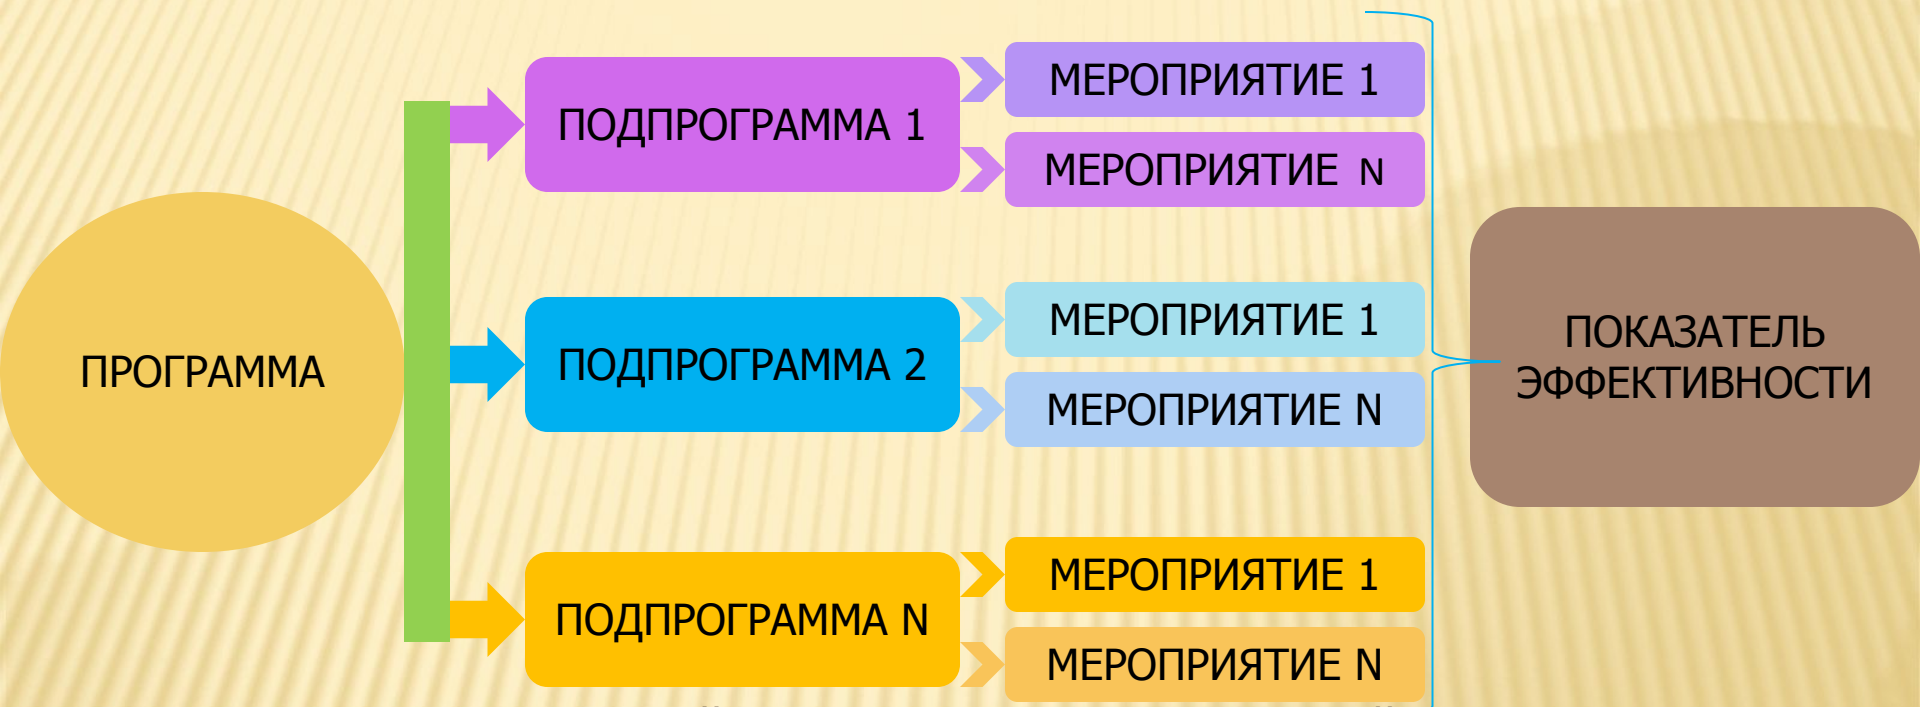 ПРОГРАММА
ПОДПРОГРАММА 1
МЕРОПРИЯТИЕ 1
МЕРОПРИЯТИЕ N
ПОДПРОГРАММА 2
МЕРОПРИЯТИЕ 1
МЕРОПРИЯТИЕ N
ПОДПРОГРАММА N
МЕРОПРИЯТИЕ 1
МЕРОПРИЯТИЕ N
ПОКАЗАТЕЛЬ
ЭФФЕКТИВНОСТИ